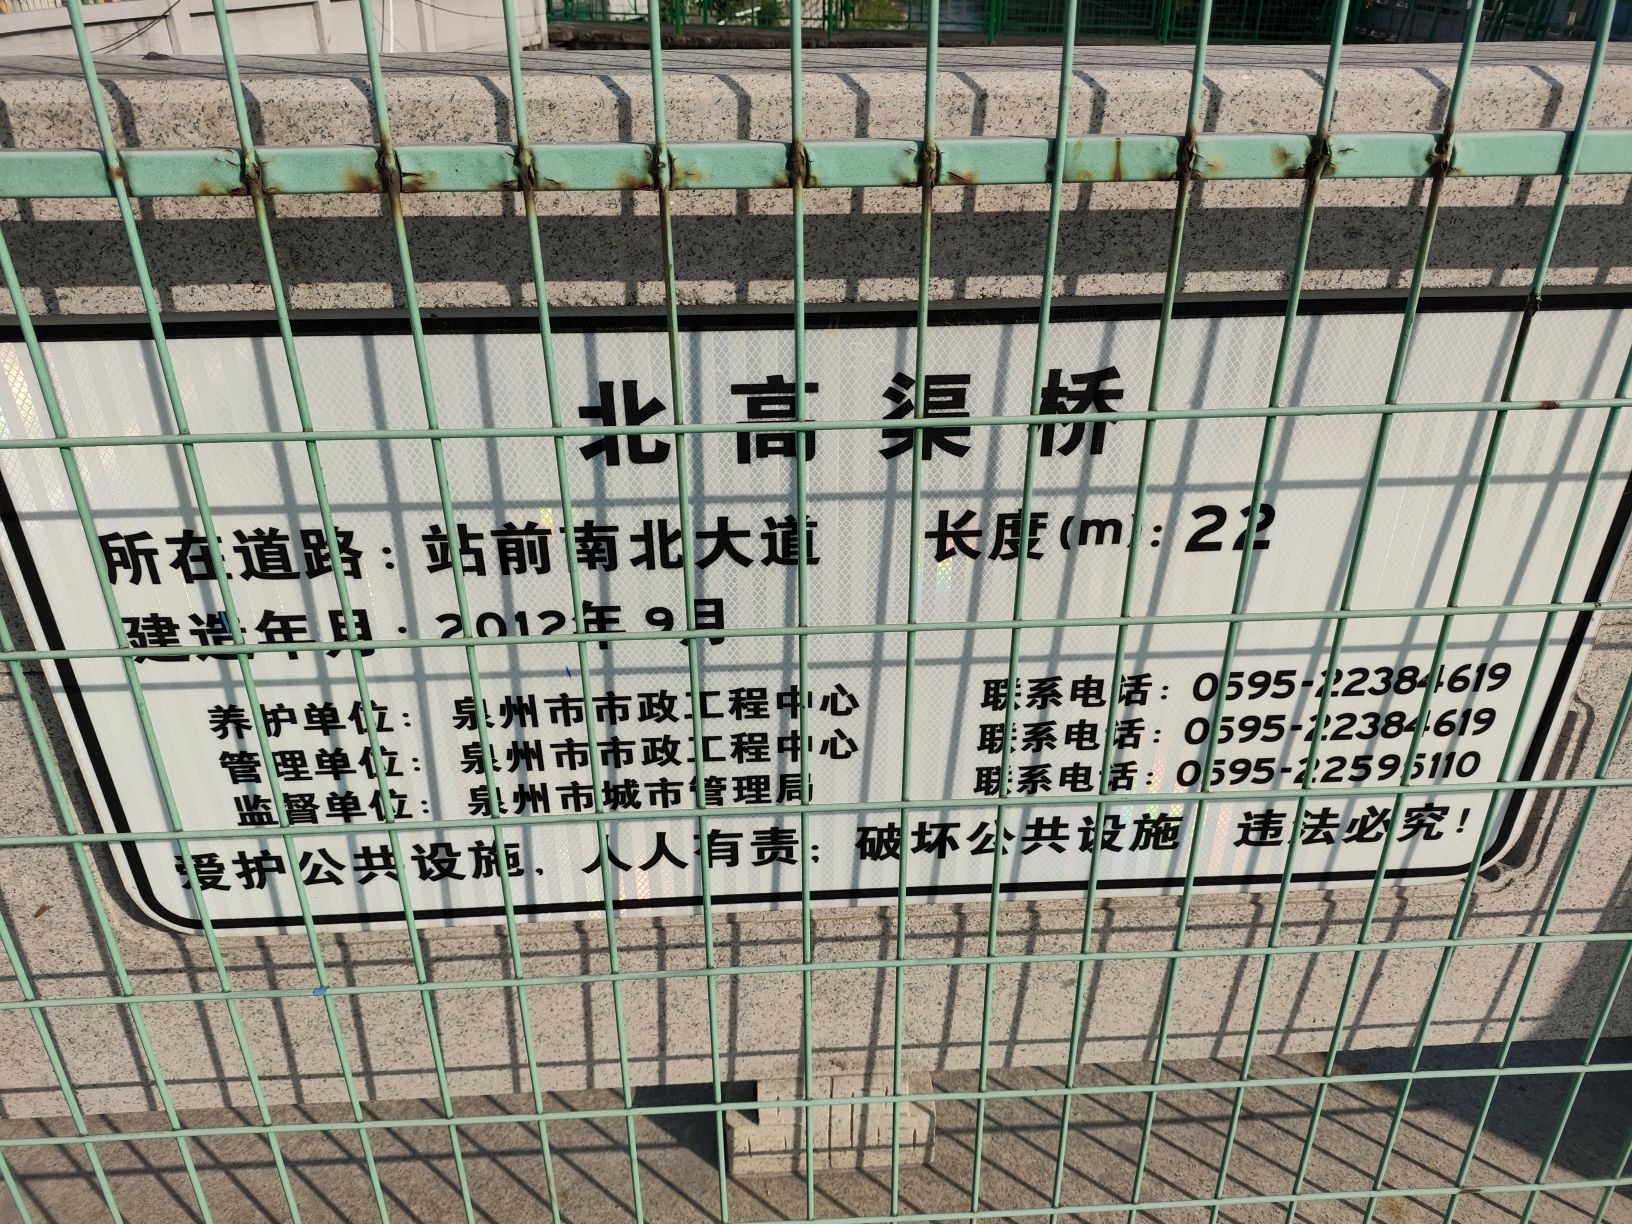 北高渠桥
所在道路：站前南北大道 长度(m)：22
建造年月：2012年9月
养护单位：泉州市市政工程中心 联系电话：0595-22384619
管理单位：泉州市市政工程中心 联系电话：0595-22384619
监督单位：泉州市城市管理局 联系电话：0595-22595110
爱护公共设施，人人有责；破坏公共设施 违法必究！